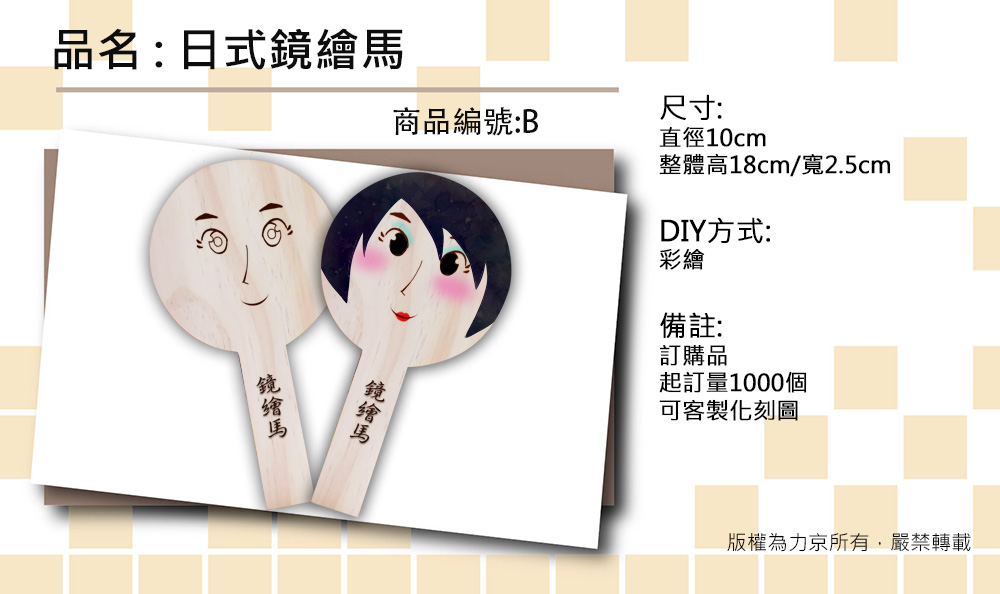 品名 : 日式鏡繪馬
商品編號:B
尺寸:
直徑10cm
整體高18cm/寬2.5cm
DIY方式:
彩繪
備註:
訂購品
起訂量1000個
可客製化刻圖
鏡繪馬
鏡繪馬
版權為力京所有，嚴禁轉載